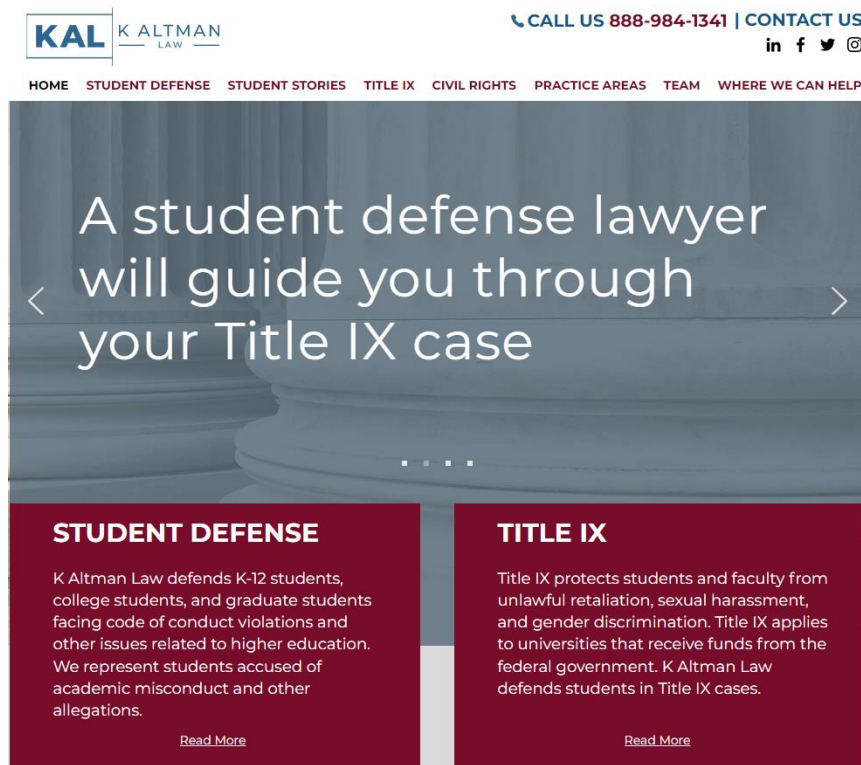 KAL K ALTMAN
LAW
CALL US 888-984-1341 | CONTACT US
HOME STUDENT DEFENSE STUDENT STORIES TITLE IX CIVIL RIGHTS PRACTICE AREAS TEAM WHERE WE CAN HELP
A student defense lawyer
will guide you through
your Title IX case
STUDENT DEFENSE
K Altman Law defends K-12 students,
college students, and graduate students
facing code of conduct violations and
other issues related to higher education.
We represent students accused of
academic misconduct and other
allegations.
Read More
TITLE IX
Title IX protects students and faculty from
unlawful retaliation, sexual harassment,
and gender discrimination. Title IX applies
to universities that receive funds from the
federal government. K Altman Law
defends students in Title IX cases.
Read More